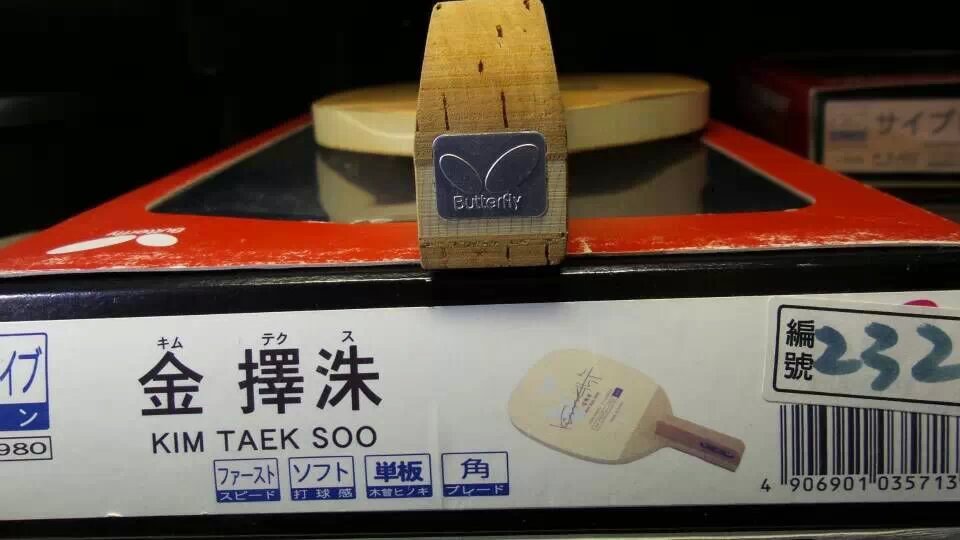 Butterfly
サイプ
Butterfly
編號 232
イブ
ン
980
キム テク ス
金 擇 洙
KIM TAEK SOO
ファースト
スピード
ソフト
打球感
単板
木曽ヒノキ
角
ブレード
4 906901 035713